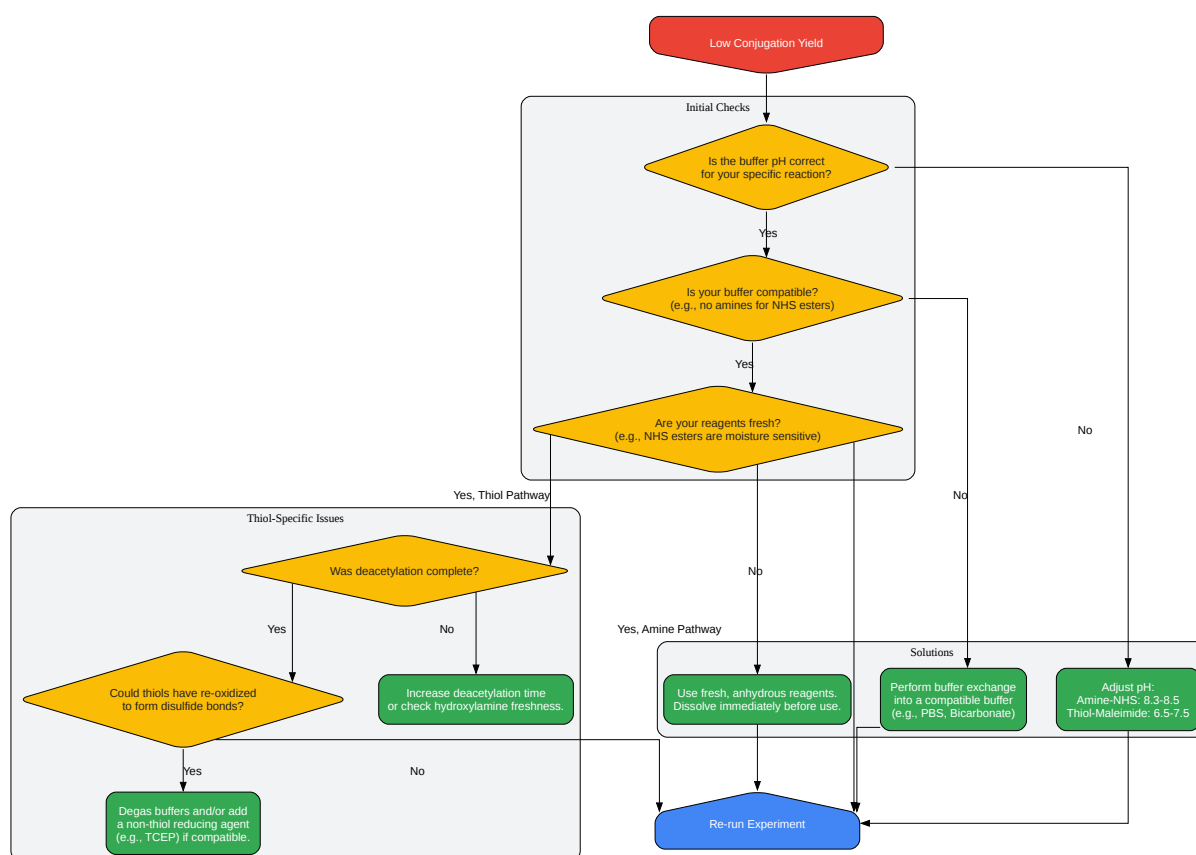 Low Conjugation Yield
Initial Checks
Is the buffer pH correct
for your specific reaction?
Yes
Is your buffer compatible?
(e.g., no amines for NHS esters)
Yes
Are your reagents fresh?
(e.g., NHS esters are moisture sensitive)
No
Yes, Thiol Pathway
No
Thiol-Specific Issues
Was deacetylation complete?
No
Yes
No
Yes, Amine Pathway
Solutions
Could thiols have re-oxidized
to form disulfide bonds?
Increase deacetylation time
or check hydroxylamine freshness.
Use fresh, anhydrous reagents.
Dissolve immediately before use.
Perform buffer exchange
into a compatible buffer
(e.g., PBS, Bicarbonate)
Adjust pH:
Amine-NHS: 8.3-8.5
Thiol-Maleimide: 6.5-7.5
Yes
No
Degas buffers and/or add
a non-thiol reducing agent
(e.g., TCEP) if compatible.
Re-run Experiment